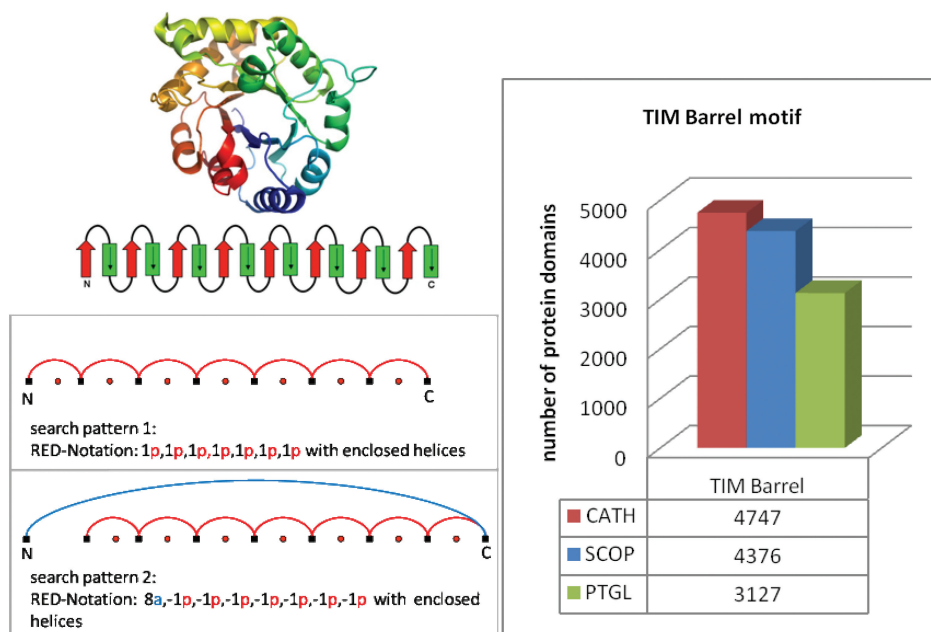 N
C
N
C
search pattern 1:
RED-Notation: 1p,1p,1p,1p,1p,1p,1p with enclosed helices
N
C
search pattern 2:
RED-Notation: 8a,-1p,-1p,-1p,-1p,-1p,-1p,-1p with enclosed
helices
TIM Barrel motif
number of protein domains
5000
4000
3000
2000
1000
0
TIM Barrel
CATH 4747
SCOP 4376
PTGL 3127